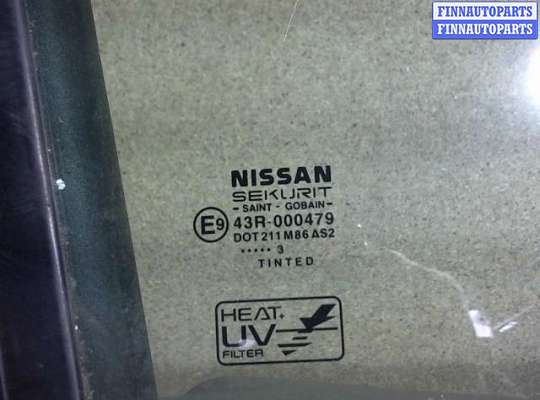 FINNAUTOPARTS
FINNAUTOPARTS
NISSAN
SEKURIT
- SAINT - GOBAIN -
E9 43R-000479
DOT 211 M86 AS2
..... 3
TINTED
HEAT+
UV
FILTER